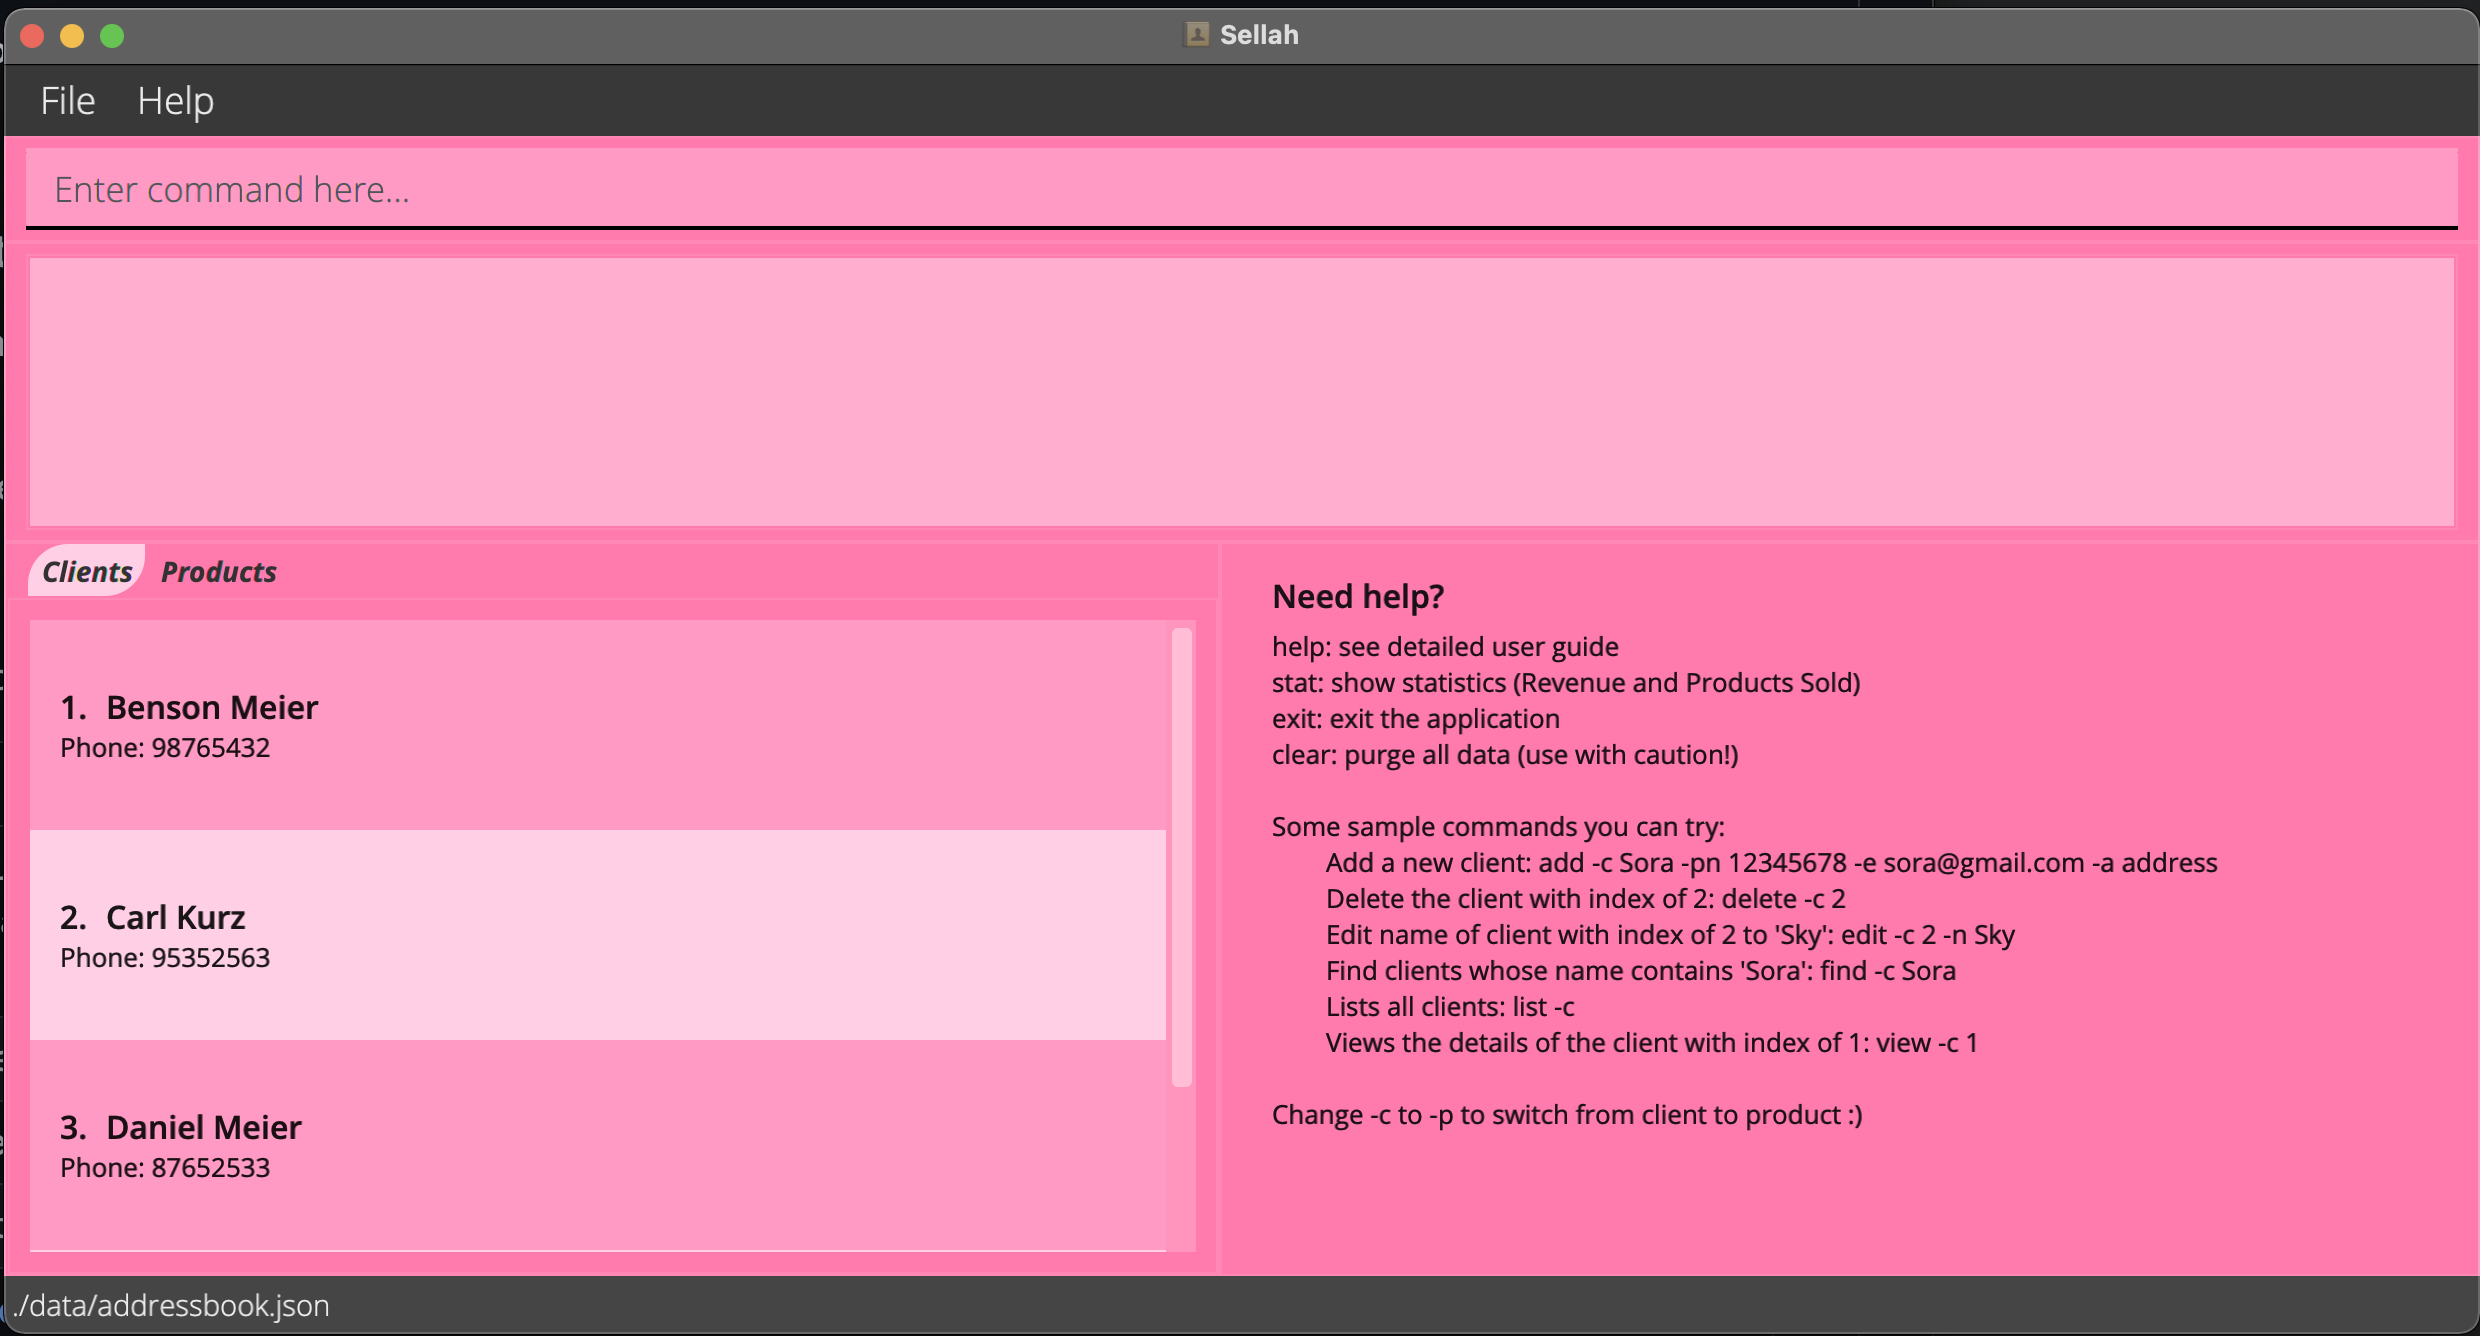 Sellah
File Help
Enter command here...
Clients Products
1. Benson Meier
Phone: 98765432
2. Carl Kurz
Phone: 95352563
3. Daniel Meier
Phone: 87652533
Need help?
help: see detailed user guide
stat: show statistics (Revenue and Products Sold)
exit: exit the application
clear: purge all data (use with caution!)
Some sample commands you can try:
Add a new client: add -c Sora -pn 12345678 -e sora@gmail.com -a address
Delete the client with index of 2: delete -c 2
Edit name of client with index of 2 to 'Sky': edit -c 2 -n Sky
Find clients whose name contains 'Sora': find -c Sora
Lists all clients: list -c
Views the details of the client with index of 1: view -c 1
Change -c to -p to switch from client to product :)
./data/addressbook.json